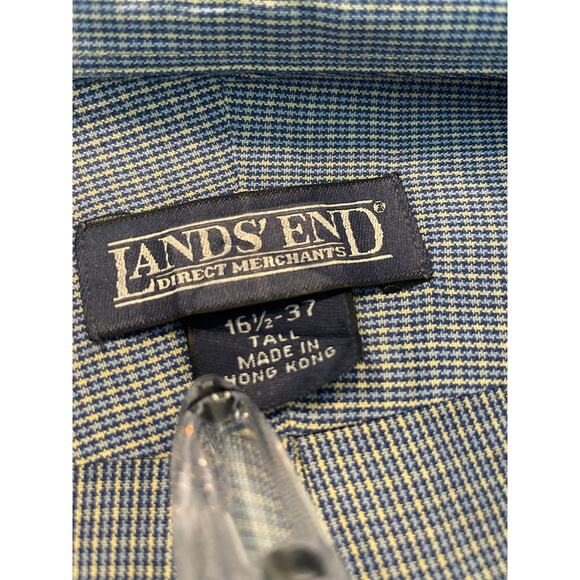 LANDS' END®
DIRECT MERCHANTS
16½-37
TALL
MADE IN
HONG KONG